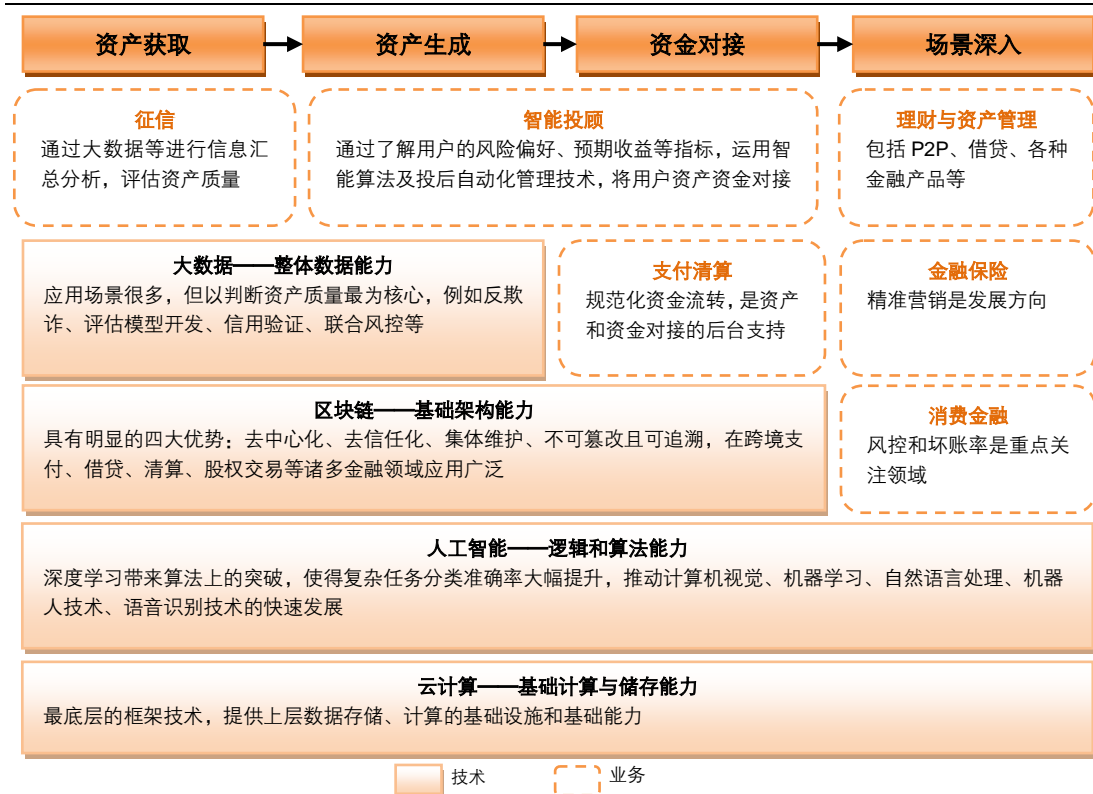 资产获取
资产生成
资金对接
场景深入
征信
通过大数据等进行信息汇
总分析，评估资产质量
智能投顾
通过了解用户的风险偏好、预期收益等指标，运用智
能算法及投后自动化管理技术，将用户资产资金对接
理财与资产管理
包括 P2P、借贷、各种
金融产品等
大数据——整体数据能力
应用场景很多，但以判断资产质量最为核心，例如反欺
诈、评估模型开发、信用验证、联合风控等
支付清算
规范化资金流转，是资产
和资金对接的后台支持
金融保险
精准营销是发展方向
区块链——基础架构能力
具有明显的四大优势：去中心化、去信任化、集体维护、不可篡改且可追溯，在跨境支
付、借贷、清算、股权交易等诸多金融领域应用广泛
消费金融
风控和坏账率是重点关
注领域
人工智能——逻辑和算法能力
深度学习带来算法上的突破，使得复杂任务分类准确率大幅提升，推动计算机视觉、机器学习、自然语言处理、机器
人技术、语音识别技术的快速发展
云计算——基础计算与储存能力
最底层的框架技术，提供上层数据存储、计算的基础设施和基础能力
技术
业务